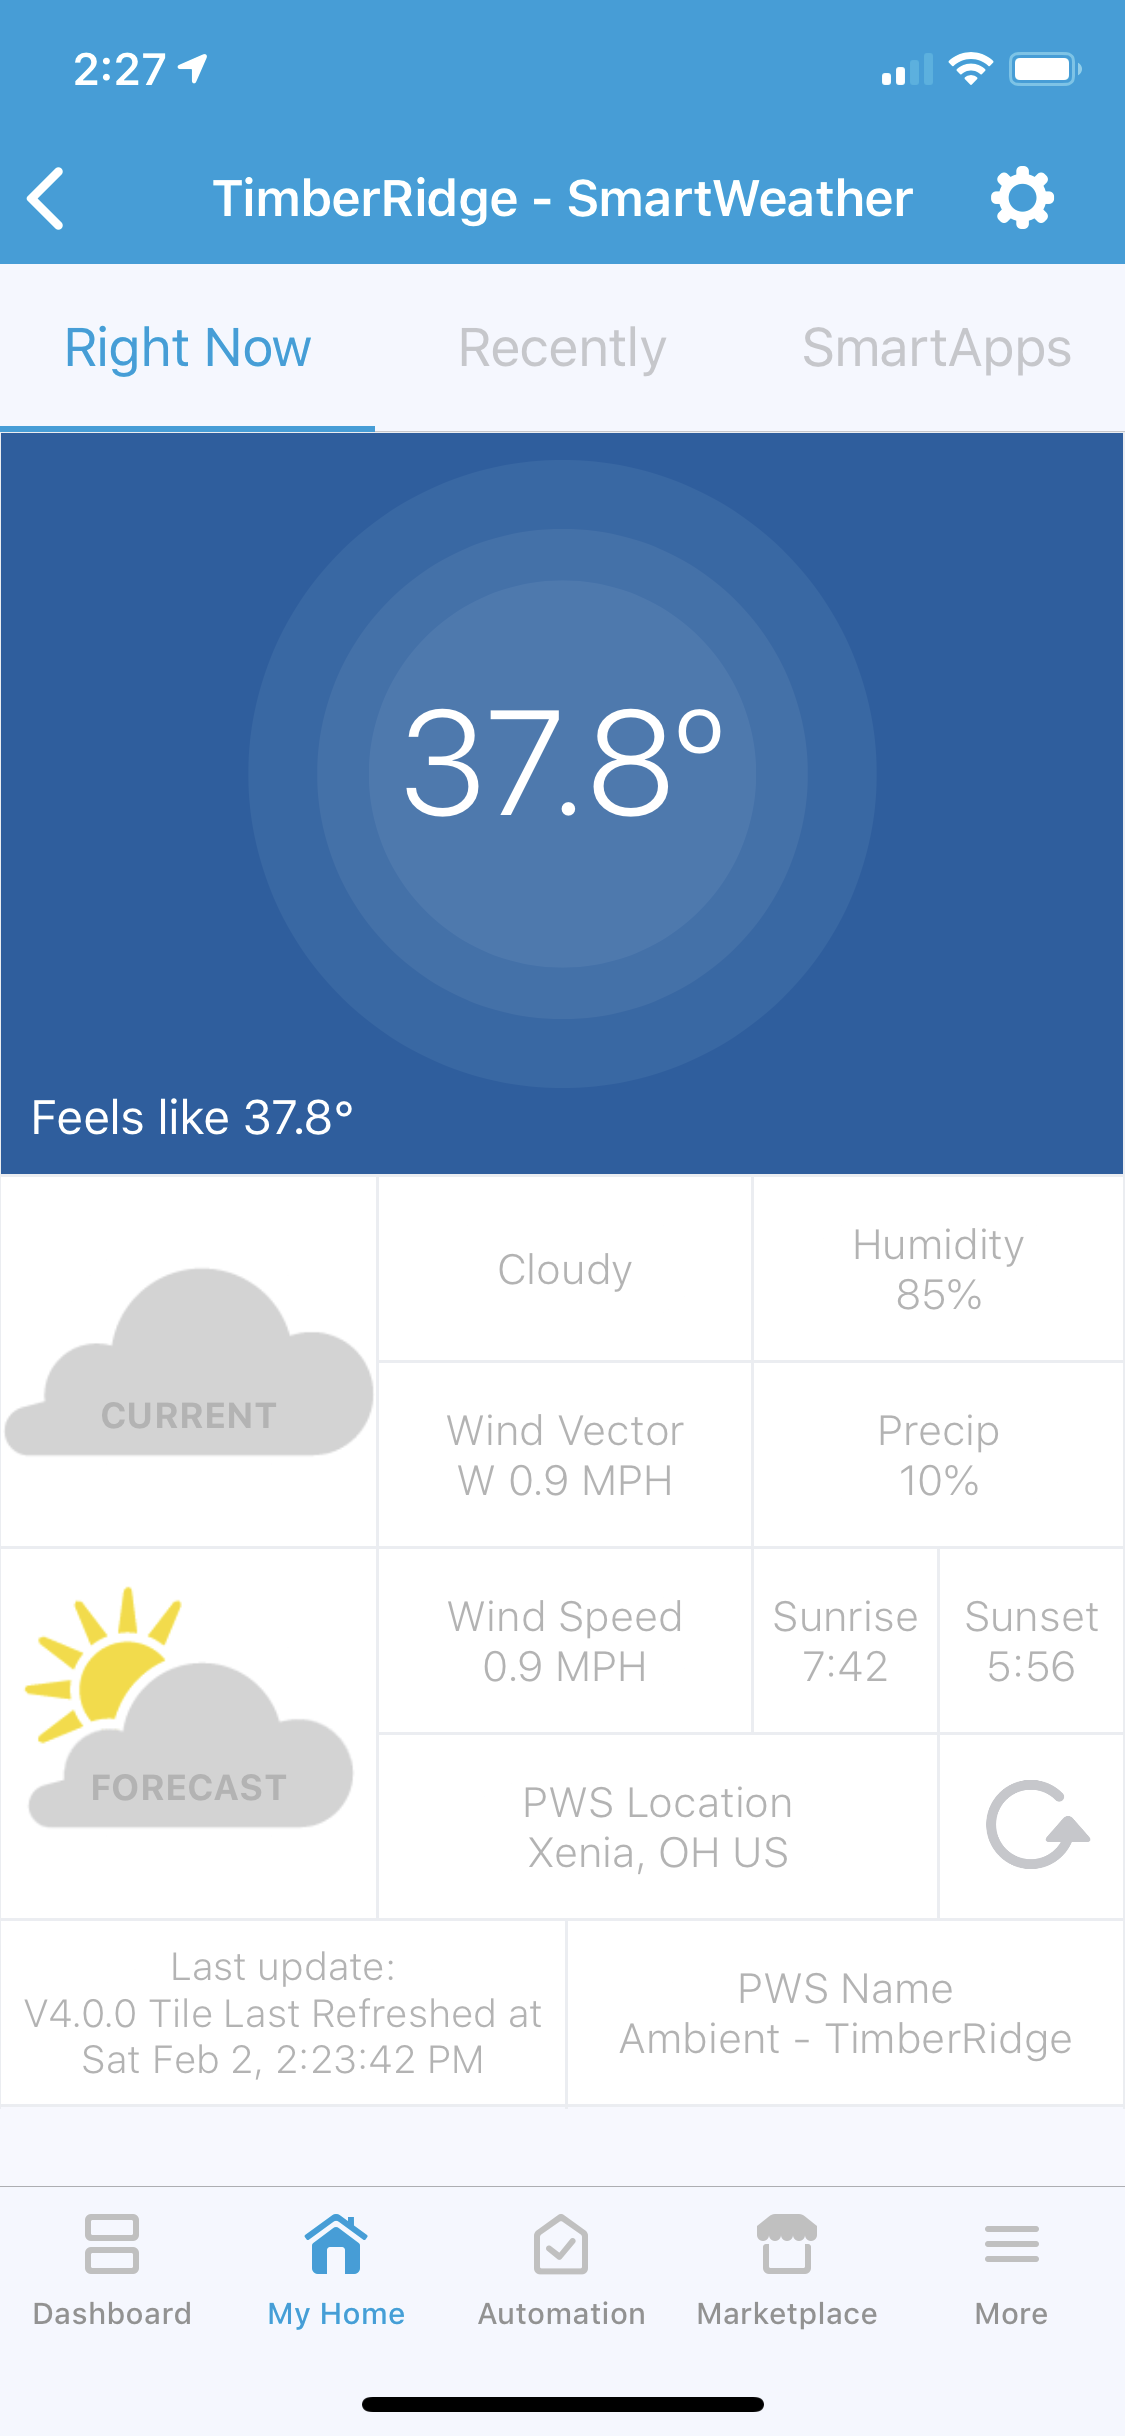 2:27
TimberRidge - SmartWeather
Right Now
Recently
SmartApps
37.8°
Feels like 37.8°
CURRENT
Cloudy
Humidity
85%
Wind Vector
W 0.9 MPH
Precip
10%
FORECAST
Wind Speed
0.9 MPH
Sunrise
7:42
Sunset
5:56
PWS Location
Xenia, OH US
Last update:
V4.0.0 Tile Last Refreshed at
Sat Feb 2, 2:23:42 PM
PWS Name
Ambient - TimberRidge
Dashboard
My Home
Automation
Marketplace
More